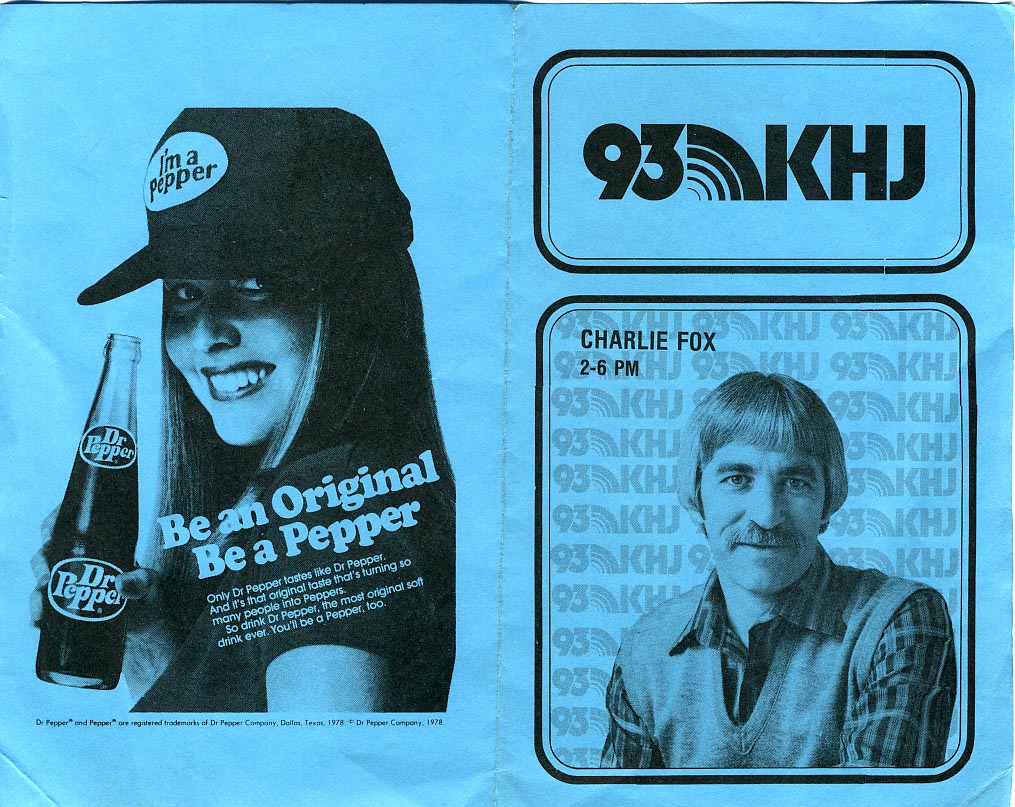 I'm a
Pepper
Dr
Pepper
Dr
Peppe
Be an Original
Be a Pepper
Only Dr Pepper tastes like Dr Pepper.
And it's that original taste that's turning so
many people into Peppers.
So drink Dr Pepper, the most original soft
drink ever. You'll be a Pepper, too.
Dr Pepper® and Pepper® are registered trademarks of Dr Pepper Company, Dallas, Texas, 1978. © Dr Pepper Company, 1978.
93 KHJ
CHARLIE FOX
2-6 PM